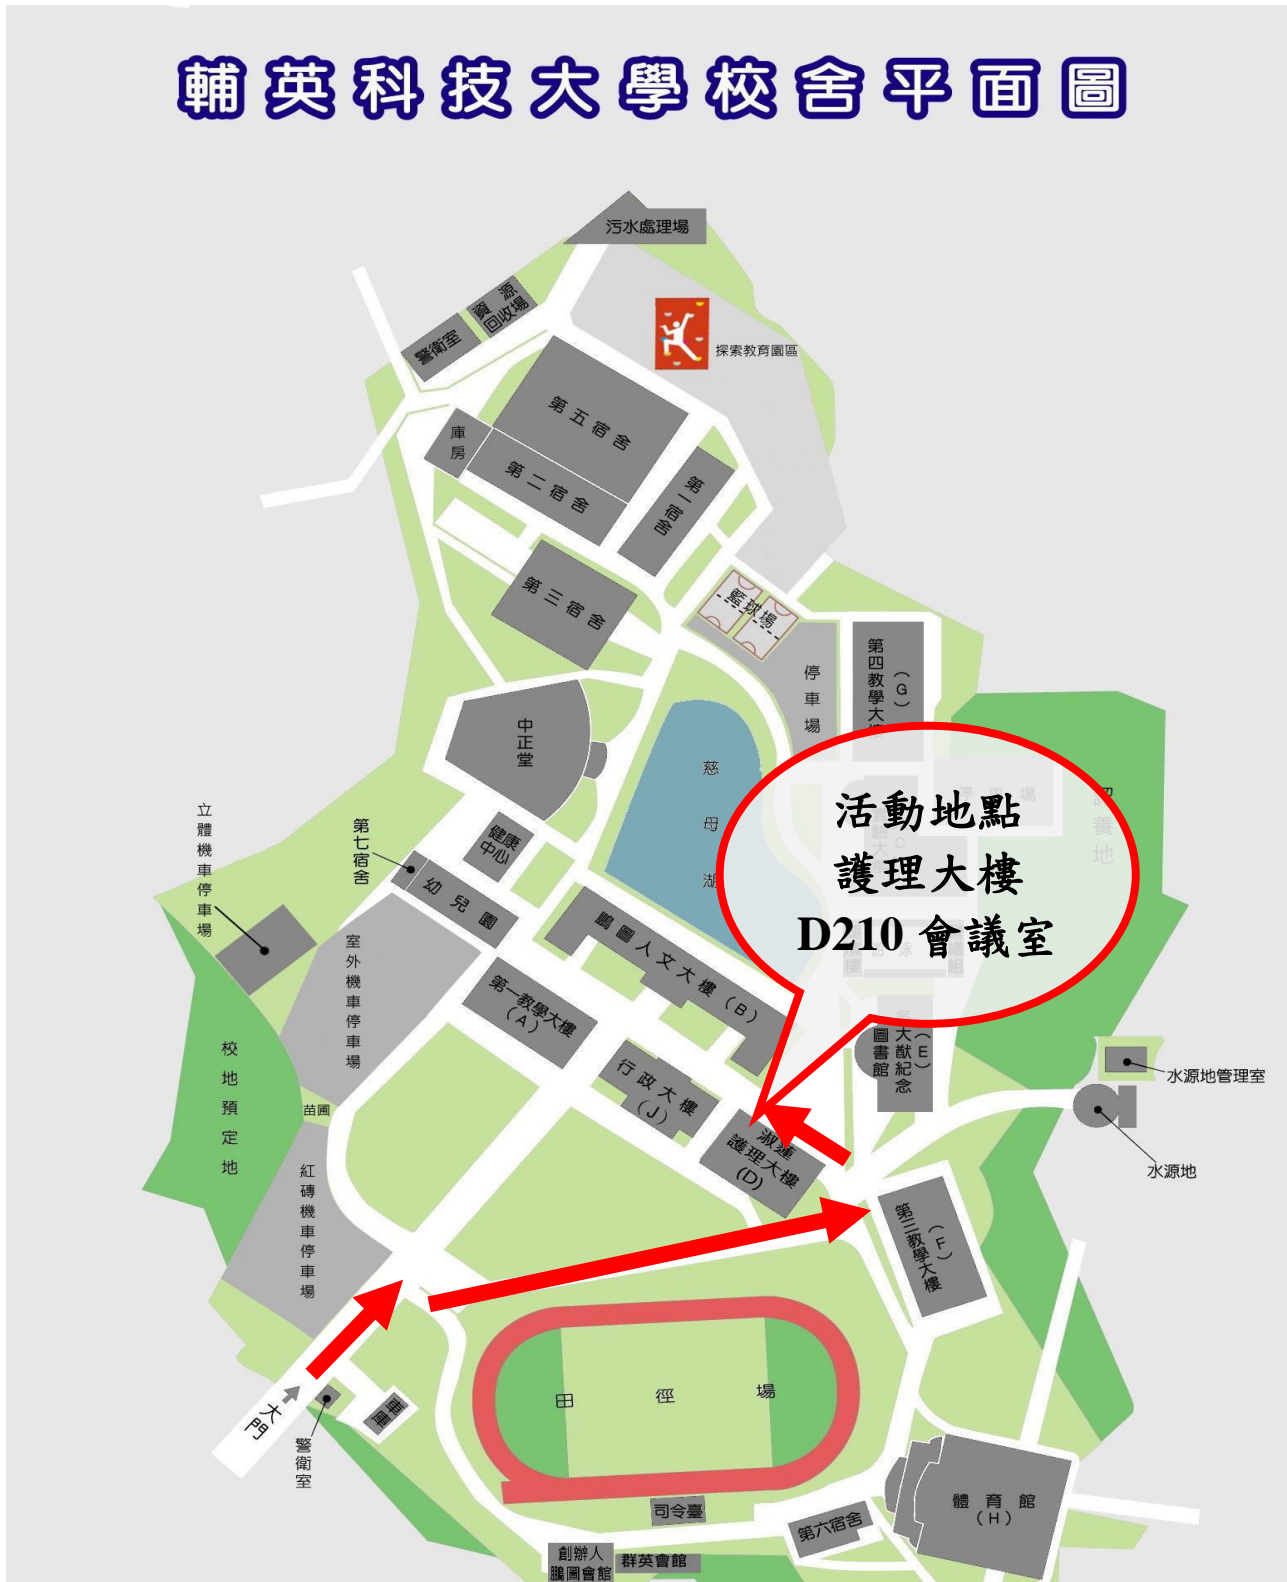 輔英科技大學校舍平面圖
污水處理場
資源
回收場
警衛室
探索教育園區
第五宿舍
庫房
第二宿舍
第一宿舍
第三宿舍
籃球場
停車場
第四教學大樓
(G)
中正堂
慈母湖
活動地點
護理大樓
D210 會議室
停車場
認養地
立體機車停車場
第七宿舍
健康
中心
幼兒園
鵬圖人文大樓(B)
室外機車停車場
第一教學大樓
(A)
行政大樓
(J)
大猷紀念
圖書館
(E)
水源地管理室
水源地
校地預定地
苗圃
淑蓮
護理大樓
(D)
紅磚機車停車場
第三教學大樓
(F)
大門
警衛室
車庫
田徑場
司令臺
第六宿舍
體育館
(H)
創辦人
鵬圖會館
群英會館